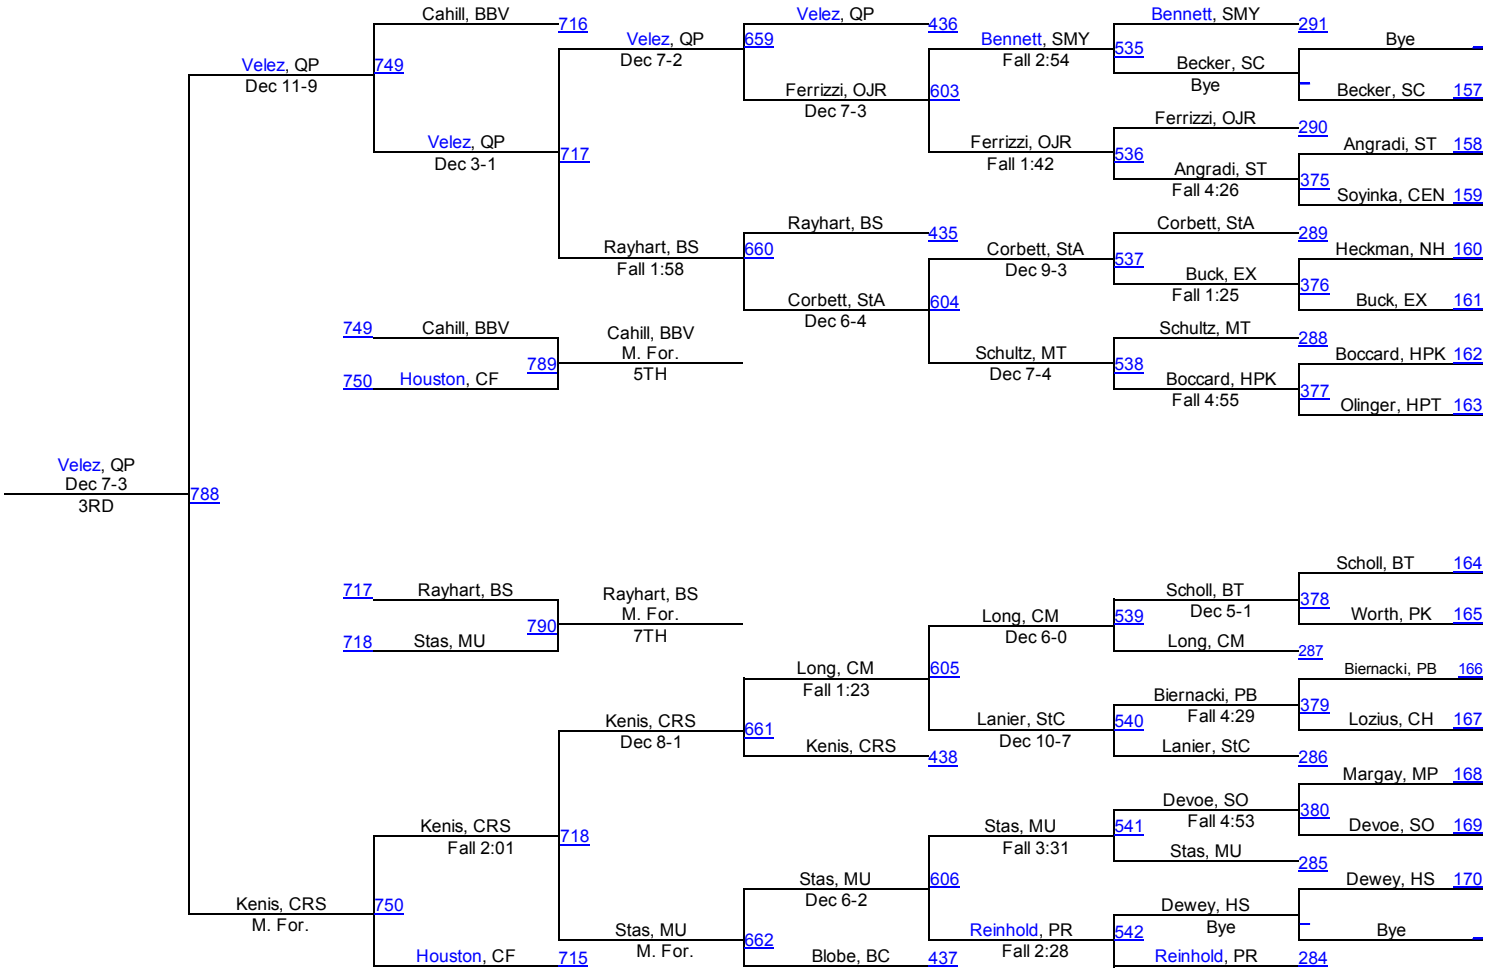 Cahill, BBV
716
Velez, QP
436
Bennett, SMY
291
Velez, QP
Dec 7-2
659
Bennett, SMY
Fall 2:54
535
Bye
Velez, QP
Dec 11-9
749
Becker, SC
Bye
Ferrizzi, OJR
Dec 7-3
603
Becker, SC
157
Ferrizzi, OJR
290
Velez, QP
Dec 3-1
717
Ferrizzi, OJR
Fall 1:42
536
Angradi, ST
158
Angradi, ST
Fall 4:26
375
Soyinka, CEN
159
Rayhart, BS
435
Corbett, StA
289
Rayhart, BS
Fall 1:58
660
Corbett, StA
Dec 9-3
537
Heckman, NH
160
Buck, EX
Fall 1:25
376
Corbett, StA
Dec 6-4
604
Buck, EX
161
749
Cahill, BBV
Cahill, BBV
M. For.
5TH
Schultz, MT
288
789
Schultz, MT
Dec 7-4
538
Boccard, HPK
162
750
Houston, CF
Boccard, HPK
Fall 4:55
377
Olinger, HPT
163
Velez, QP
Dec 7-3
3RD
788
Scholl, BT
164
717
Rayhart, BS
Rayhart, BS
M. For.
7TH
Scholl, BT
Dec 5-1
378
790
Long, CM
Dec 6-0
539
Worth, PK
165
718
Stas, MU
Long, CM
287
Long, CM
Fall 1:23
605
Biernacki, PB
166
Biernacki, PB
Fall 4:29
379
Kenis, CRS
Dec 8-1
661
Lanier, StC
Dec 10-7
540
Lozius, CH
167
Kenis, CRS
438
Lanier, StC
286
Margay, MP
168
Devoe, SO
Fall 4:53
380
Kenis, CRS
Fall 2:01
718
Stas, MU
Fall 3:31
541
Devoe, SO
169
Stas, MU
285
Stas, MU
Dec 6-2
606
Dewey, HS
170
Kenis, CRS
M. For.
750
Dewey, HS
Bye
Stas, MU
M. For.
662
Reinhold, PR
Fall 2:28
542
Bye
Houston, CF
715
Blobe, BC
437
Reinhold, PR
284